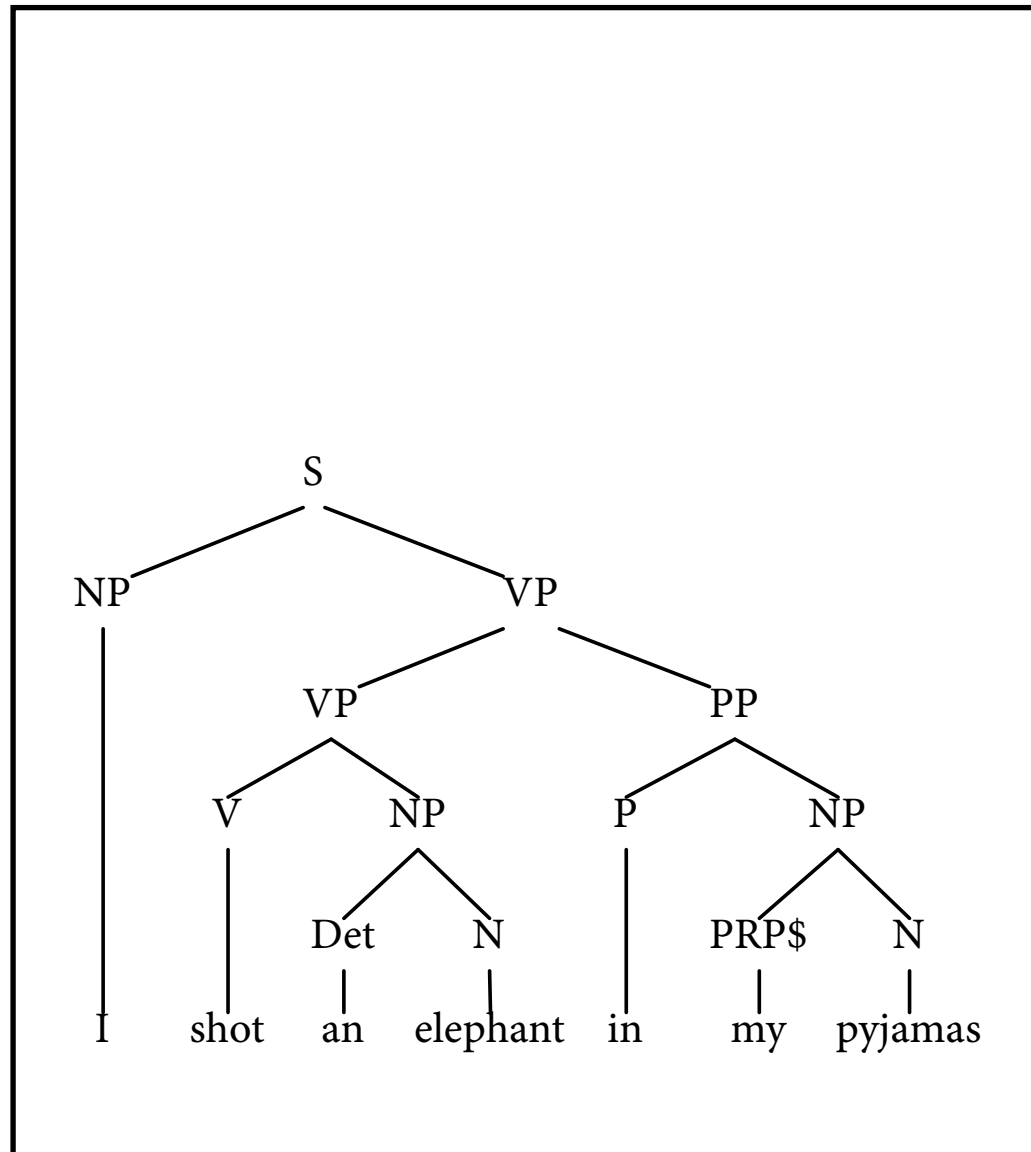 S
NP VP
VP PP
V NP P NP
Det N PRP$ N
I shot an elephant in my pyjamas